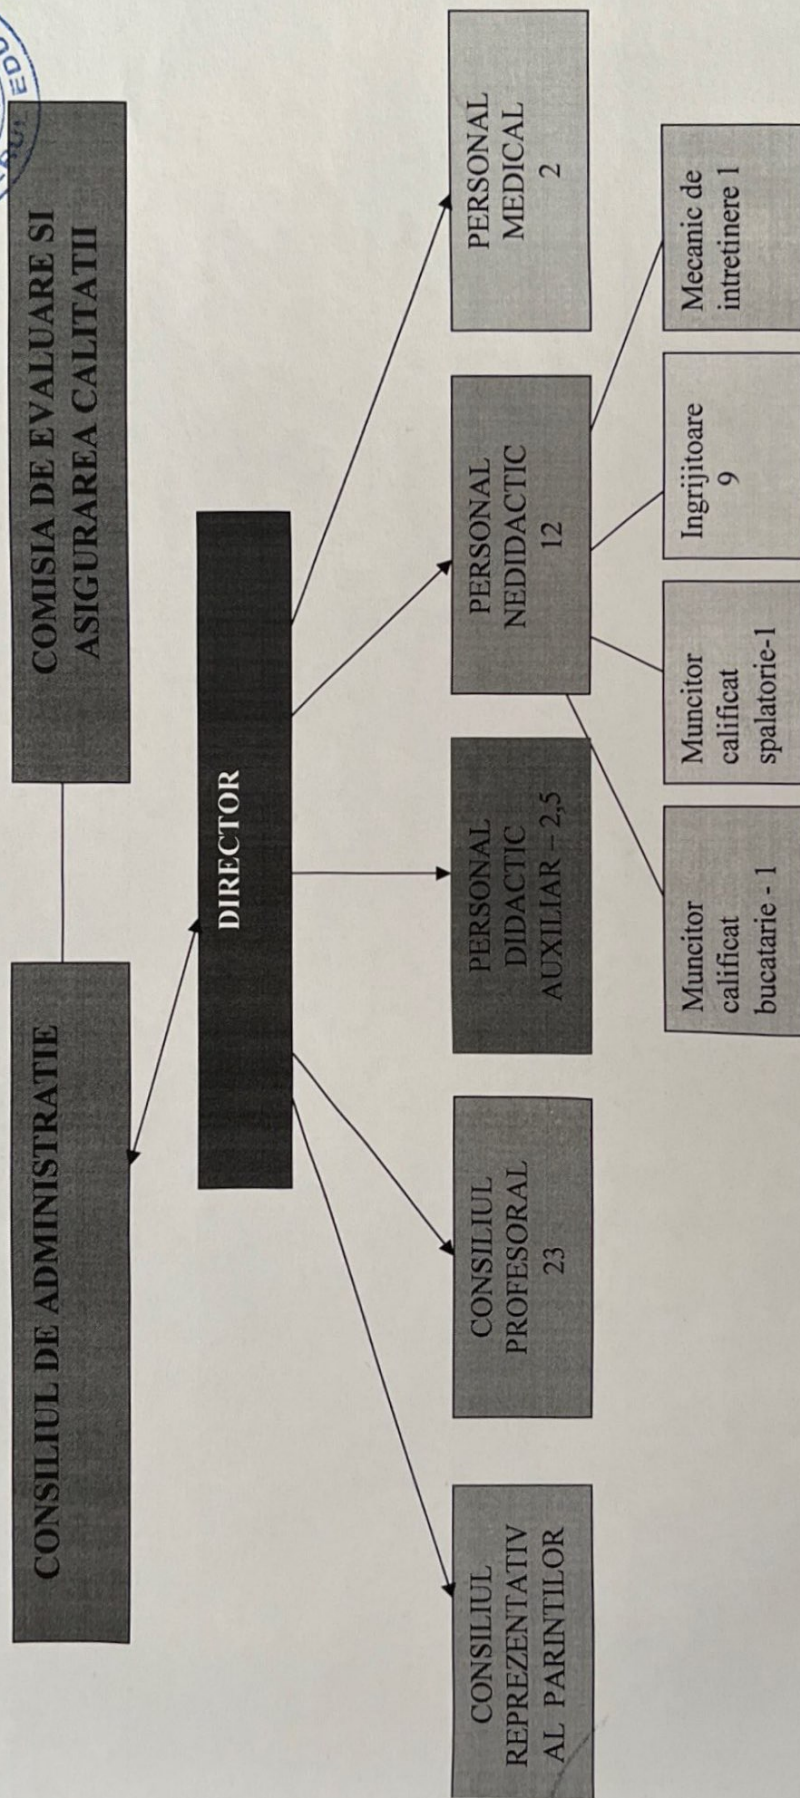 CONSILIUL DE ADMINISTRATIE
COMISIA DE EVALUARE SI
ASIGURAREA CALITATII
DIRECTOR
CONSILIUL
REPREZENTATIV
AL PARINTILOR
CONSILIUL
PROFESORAL
23
PERSONAL
DIDACTIC
AUXILIAR – 2,5
PERSONAL
NEDIDACTIC
12
PERSONAL
MEDICAL
2
Muncitor
calificat
bucatarie - 1
Muncitor
calificat
spalatorie-1
Ingrijitoare
9
Mecanic de
intretinere 1